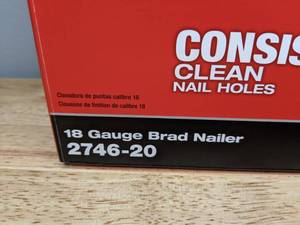 CONSIS
CLEAN
NAIL HOLES
Clavadora de puntas calibre 18
Cloueuse de finition de calibre 18
18 Gauge Brad Nailer
2746-20